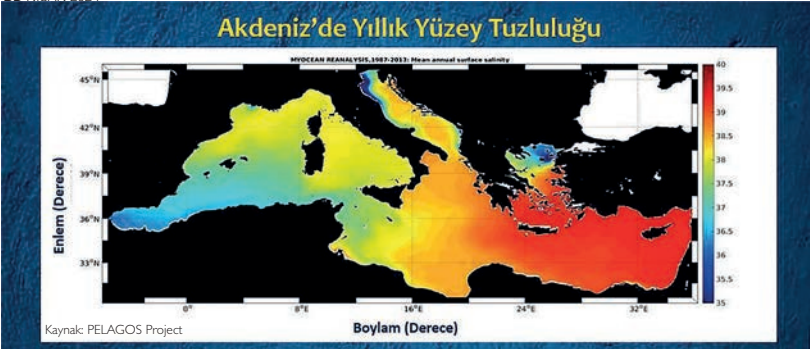 Akdeniz’de Yıllık Yüzey Tuzluluğu
MYOCEAN REANALYSIS,1987-2013: Mean annual surface salinity
45°N
42°N
39°N
36°N
33°N
Enlem (Derece)
0°
8°E
16°E
24°E
32°E
Boylam (Derece)
40
39.5
39
38.5
38
37.5
37
36.5
36
35.5
35
Kaynak: PELAGOS Project